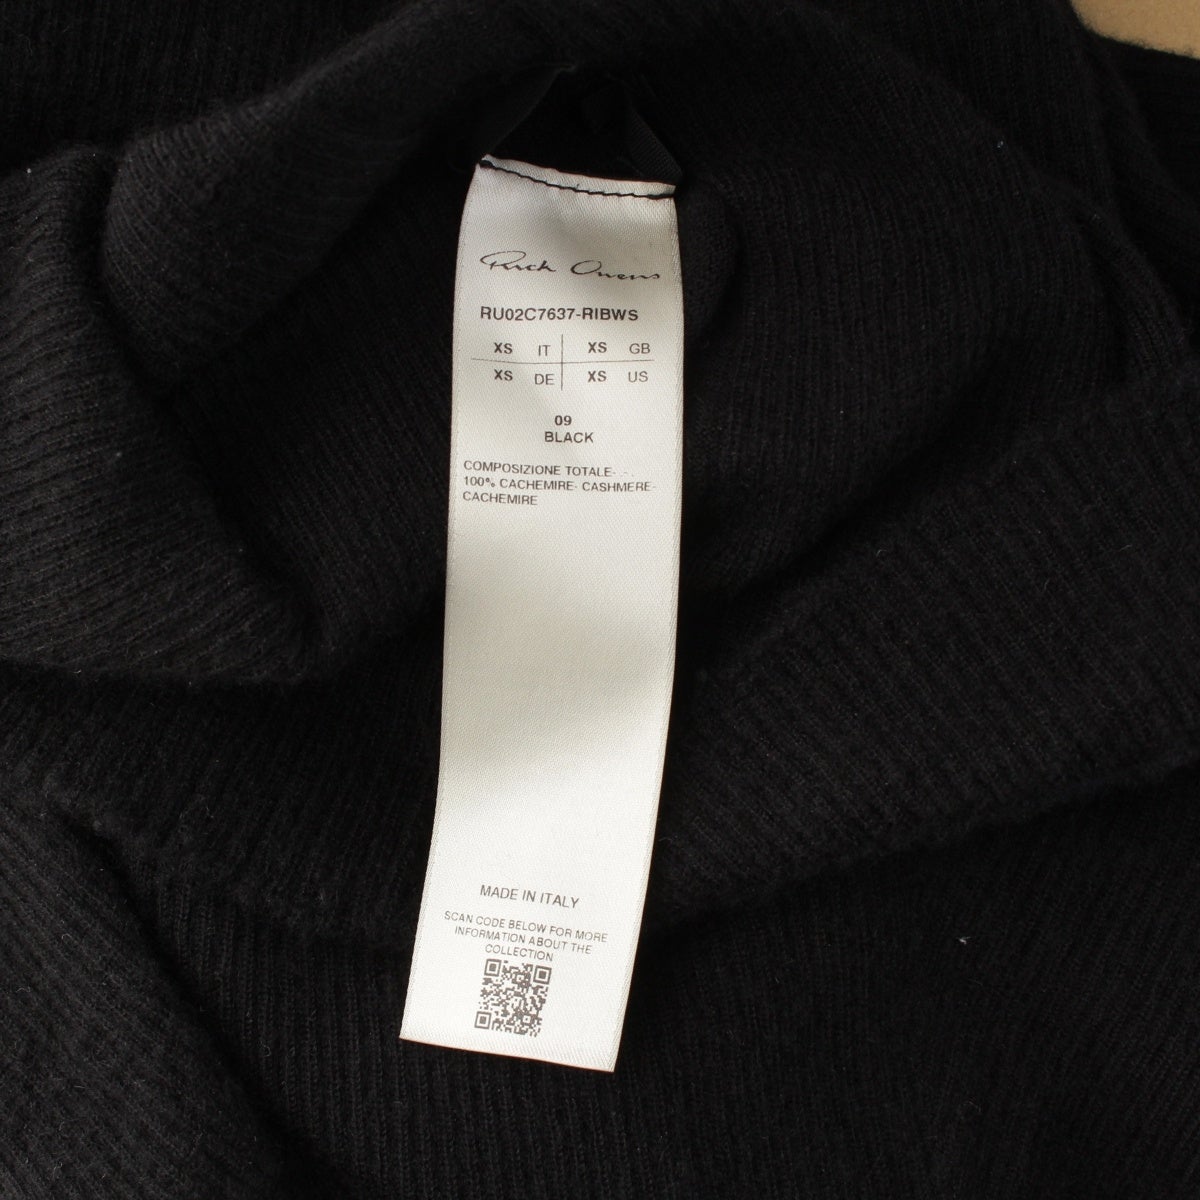 Rick Owens
RU02C7637-RIBWS
XS IT XS GB
XS DE XS US
09
BLACK
COMPOSIZIONE TOTALE- - .
100% CACHEMIRE- CASHMERE-
CACHEMIRE
MADE IN ITALY
SCAN CODE BELOW FOR MORE
INFORMATION ABOUT THE
COLLECTION